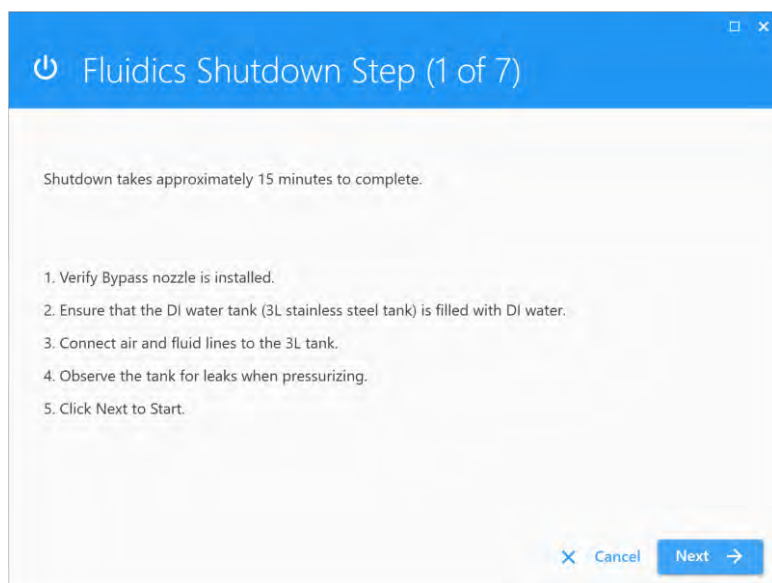 Fluidics Shutdown Step (1 of 7)
Shutdown takes approximately 15 minutes to complete.
1. Verify Bypass nozzle is installed.
2. Ensure that the DI water tank (3L stainless steel tank) is filled with DI water.
3. Connect air and fluid lines to the 3L tank.
4. Observe the tank for leaks when pressurizing.
5. Click Next to Start.
Cancel Next